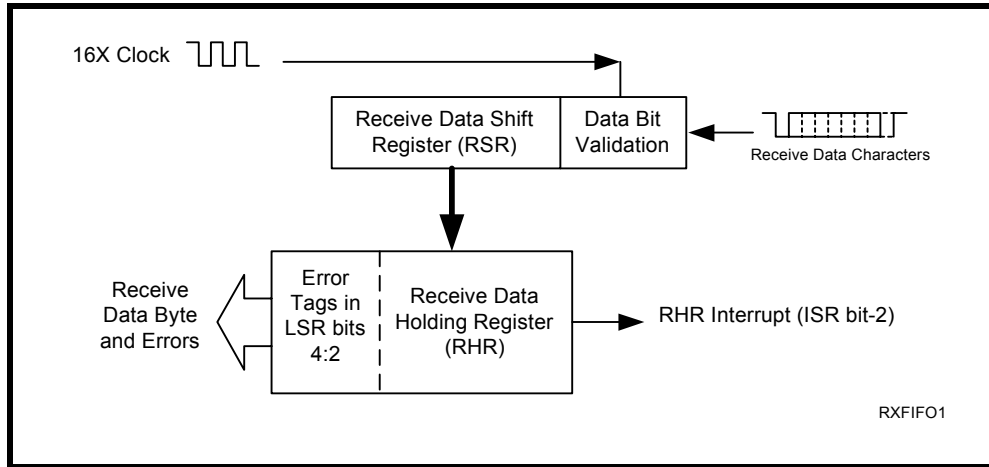 16X Clock
Receive Data Shift
Register (RSR)
Data Bit
Validation
Receive Data Characters
Receive
Data Byte
and Errors
Error
Tags in
LSR bits
4:2
Receive Data
Holding Register
(RHR)
RHR Interrupt (ISR bit-2)
RXFIFO1